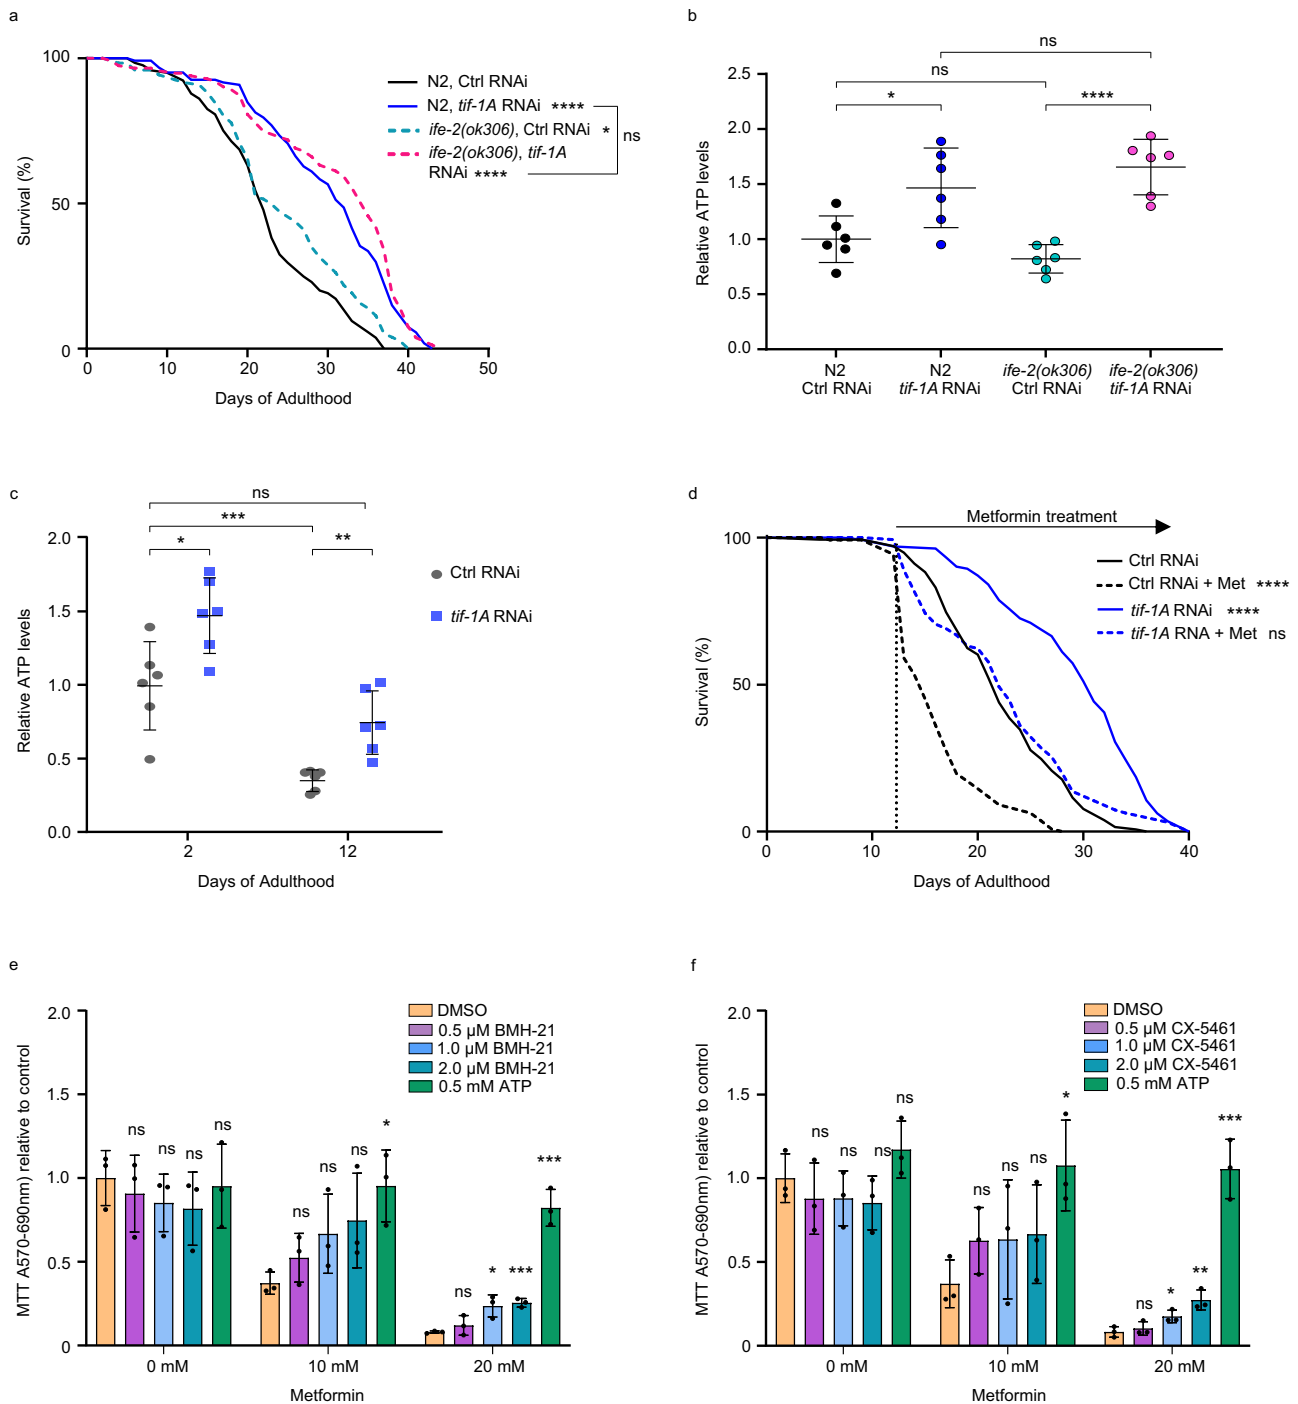 a
100
50
0
Survival (%)
0 10 20 30 40 50
Days of Adulthood
N2, Ctrl RNAi
N2, tif-1A RNAi ****
ife-2(ok306), Ctrl RNAi *
ife-2(ok306), tif-1A
RNAi ****
ns
b
ns
ns
* ****
2.5
2.0
1.5
1.0
0.5
0.0
Relative ATP levels
N2
Ctrl RNAi
N2
tif-1A RNAi
ife-2(ok306)
Ctrl RNAi
ife-2(ok306)
tif-1A RNAi
c
ns
***
* **
2.0
1.5
1.0
0.5
0.0
Relative ATP levels
2 12
Days of Adulthood
Ctrl RNAi
tif-1A RNAi
d
Metformin treatment
100
50
0
Survival (%)
0 10 20 30 40
Days of Adulthood
Ctrl RNAi
Ctrl RNAi + Met ****
tif-1A RNAi ****
tif-1A RNA + Met ns
e
2.0
1.5
1.0
0.5
0
MTT A570-690nm) relative to control
DMSO
0.5 µM BMH-21
1.0 µM BMH-21
2.0 µM BMH-21
0.5 mM ATP
ns ns ns ns
ns ns ns *
ns * *** ***
0 mM 10 mM 20 mM
Metformin
f
2.0
1.5
1.0
0.5
0
MTT A570-690nm) relative to control
DMSO
0.5 µM CX-5461
1.0 µM CX-5461
2.0 µM CX-5461
0.5 mM ATP
ns ns ns ns
ns ns ns *
ns * ** ***
0 mM 10 mM 20 mM
Metformin